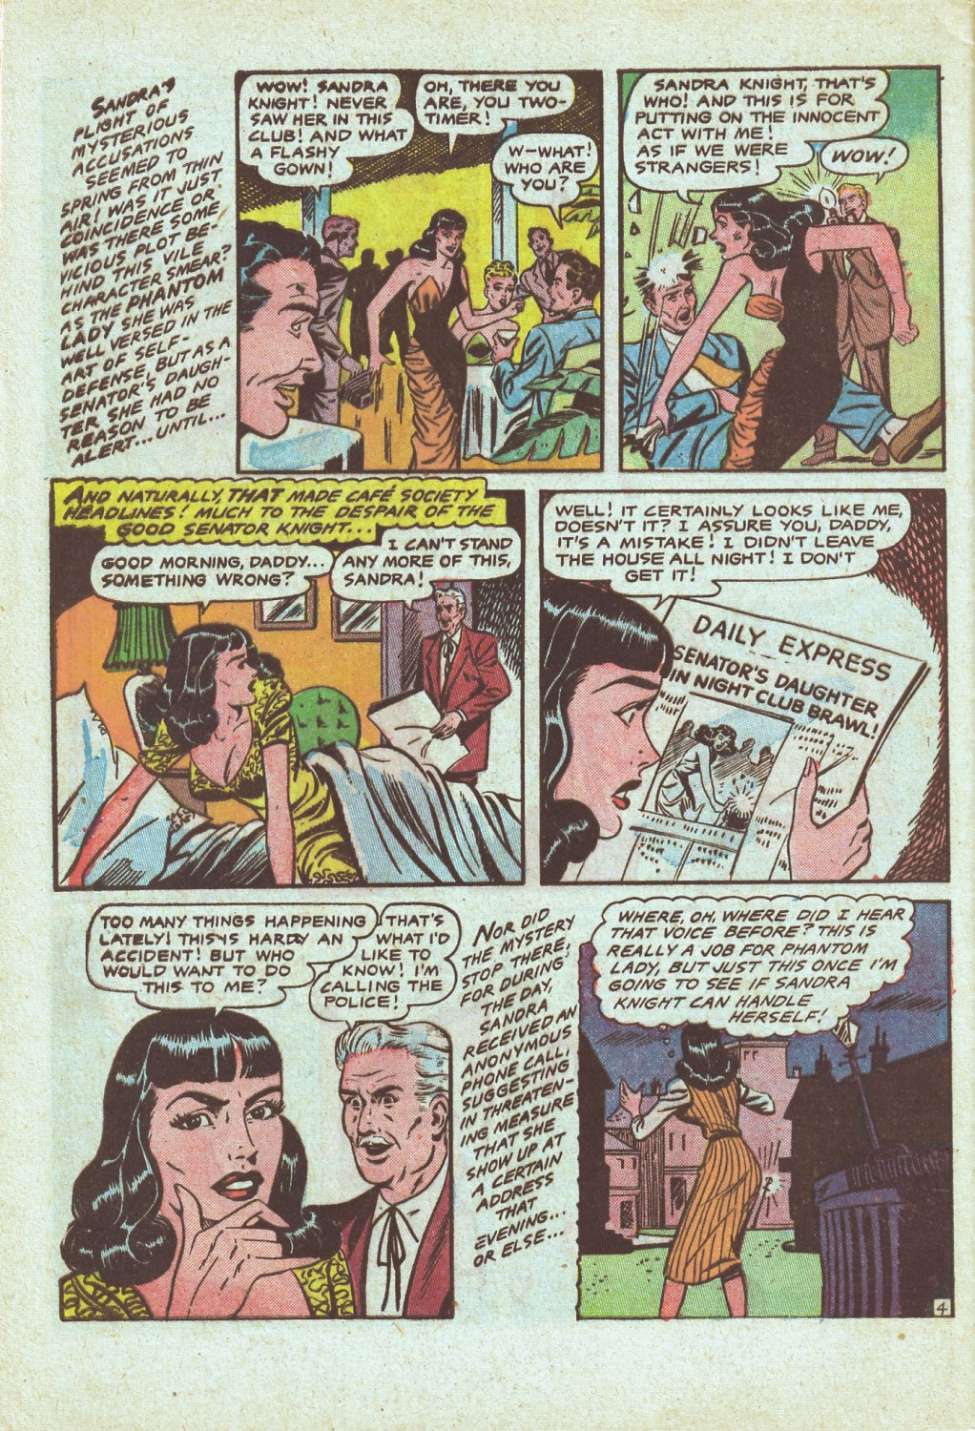 SANDRA'S
PLIGHT OF
MYSTERIOUS
ACCUSATIONS
SEEMED TO
SPRING FROM THIN
AIR! WAS IT JUST
COINCIDENCE OR
WAS THERE SOME
VICIOUS PLOT BE-
HIND THIS VILE
CHARACTER SMEAR?
AS THE PHANTOM
LADY SHE WAS
WELL VERSED IN THE
ART OF SELF-
DEFENSE, BUT AS A
SENATOR'S DAUGH-
TER SHE HAD NO
REASON TO BE
ALERT... UNTIL...
WOW! SANDRA
KNIGHT! NEVER
SAW HER IN THIS
CLUB! AND WHAT
A FLASHY
GOWN!
OH, THERE YOU
ARE, YOU TWO-
TIMER!
W-WHAT!
WHO ARE
YOU?
SANDRA KNIGHT, THAT'S
WHO! AND THIS IS FOR
PUTTING ON THE INNOCENT
ACT WITH ME!
AS IF WE WERE
STRANGERS!
WOW!
AND NATURALLY, THAT MADE CAFÉ SOCIETY
HEADLINES! MUCH TO THE DESPAIR OF THE
GOOD SENATOR KNIGHT...
GOOD MORNING, DADDY...
SOMETHING WRONG?
I CAN'T STAND
ANY MORE OF THIS,
SANDRA!
WELL! IT CERTAINLY LOOKS LIKE ME,
DOESN'T IT? I ASSURE YOU, DADDY,
IT'S A MISTAKE! I DIDN'T LEAVE
THE HOUSE ALL NIGHT! I DON'T
GET IT!
DAILY EXPRESS
SENATOR'S DAUGHTER
IN NIGHT CLUB BRAWL!
TOO MANY THINGS HAPPENING
LATELY! THIS IS HARDY AN
ACCIDENT! BUT WHO
WOULD WANT TO DO
THIS TO ME?
THAT'S
WHAT I'D
LIKE TO
KNOW! I'M
CALLING THE
POLICE!
NOR DID
THE MYSTERY
STOP THERE,
FOR DURING
THE DAY,
SANDRA
RECEIVED AN
ANONYMOUS
PHONE CALL,
SUGGESTING
IN THREATEN-
ING MEASURE
THAT SHE
SHOW UP AT
A CERTAIN
ADDRESS
THAT
EVENING...
OR ELSE...
WHERE, OH, WHERE DID I HEAR
THAT VOICE BEFORE? THIS IS
REALLY A JOB FOR PHANTOM
LADY, BUT JUST THIS ONCE I'M
GOING TO SEE IF SANDRA
KNIGHT CAN HANDLE
HERSELF!
4